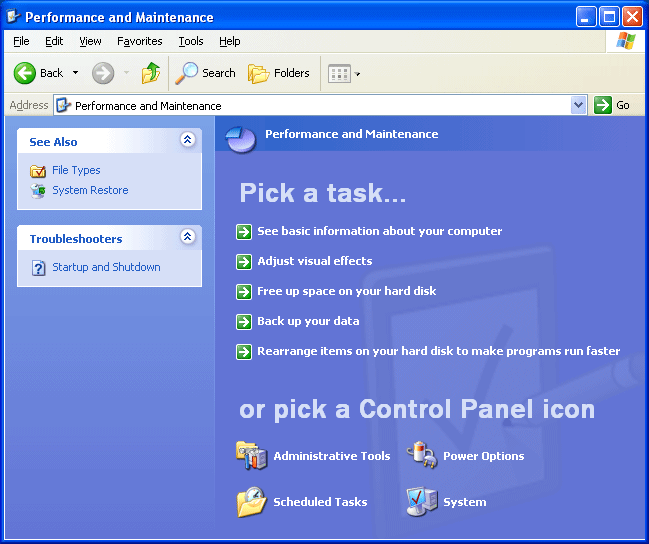 Performance and Maintenance
File Edit View Favorites Tools Help
Back Search Folders
Address Performance and Maintenance Go
See Also
File Types
System Restore
Troubleshooters
Startup and Shutdown
Performance and Maintenance
Pick a task...
See basic information about your computer
Adjust visual effects
Free up space on your hard disk
Back up your data
Rearrange items on your hard disk to make programs run faster
or pick a Control Panel icon
Administrative Tools Power Options
Scheduled Tasks System